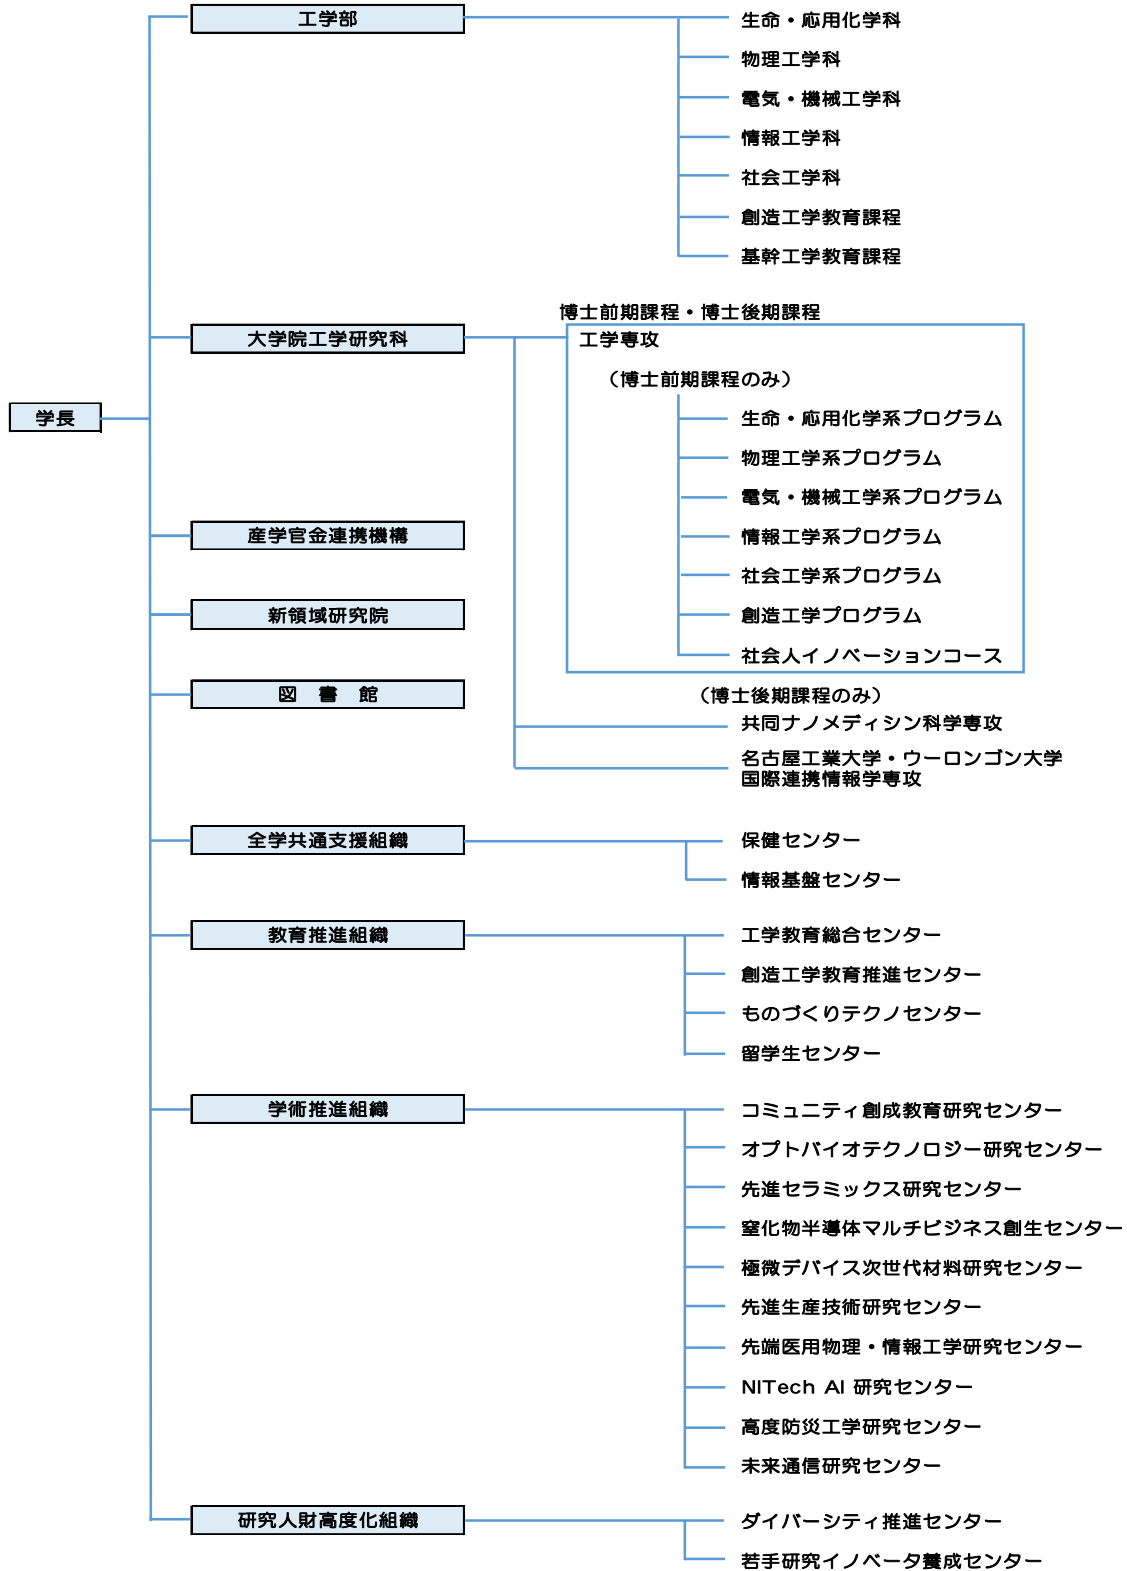 工学部
生命・応用化学科
物理工学科
電気・機械工学科
情報工学科
社会工学科
創造工学教育課程
基幹工学教育課程
博士前期課程・博士後期課程
大学院工学研究科
工学専攻
（博士前期課程のみ）
学長
生命・応用化学系プログラム
物理工学系プログラム
電気・機械工学系プログラム
産学官金連携機構
情報工学系プログラム
社会工学系プログラム
新領域研究院
創造工学プログラム
社会人イノベーションコース
図 書 館
（博士後期課程のみ）
共同ナノメディシン科学専攻
名古屋工業大学・ウーロンゴン大学
国際連携情報学専攻
全学共通支援組織
保健センター
情報基盤センター
教育推進組織
工学教育総合センター
創造工学教育推進センター
ものづくりテクノセンター
留学生センター
学術推進組織
コミュニティ創成教育研究センター
オプトバイオテクノロジー研究センター
先進セラミックス研究センター
窒化物半導体マルチビジネス創生センター
極微デバイス次世代材料研究センター
先進生産技術研究センター
先端医用物理・情報工学研究センター
NITech AI 研究センター
高度防災工学研究センター
未来通信研究センター
研究人財高度化組織
ダイバーシティ推進センター
若手研究イノベータ養成センター